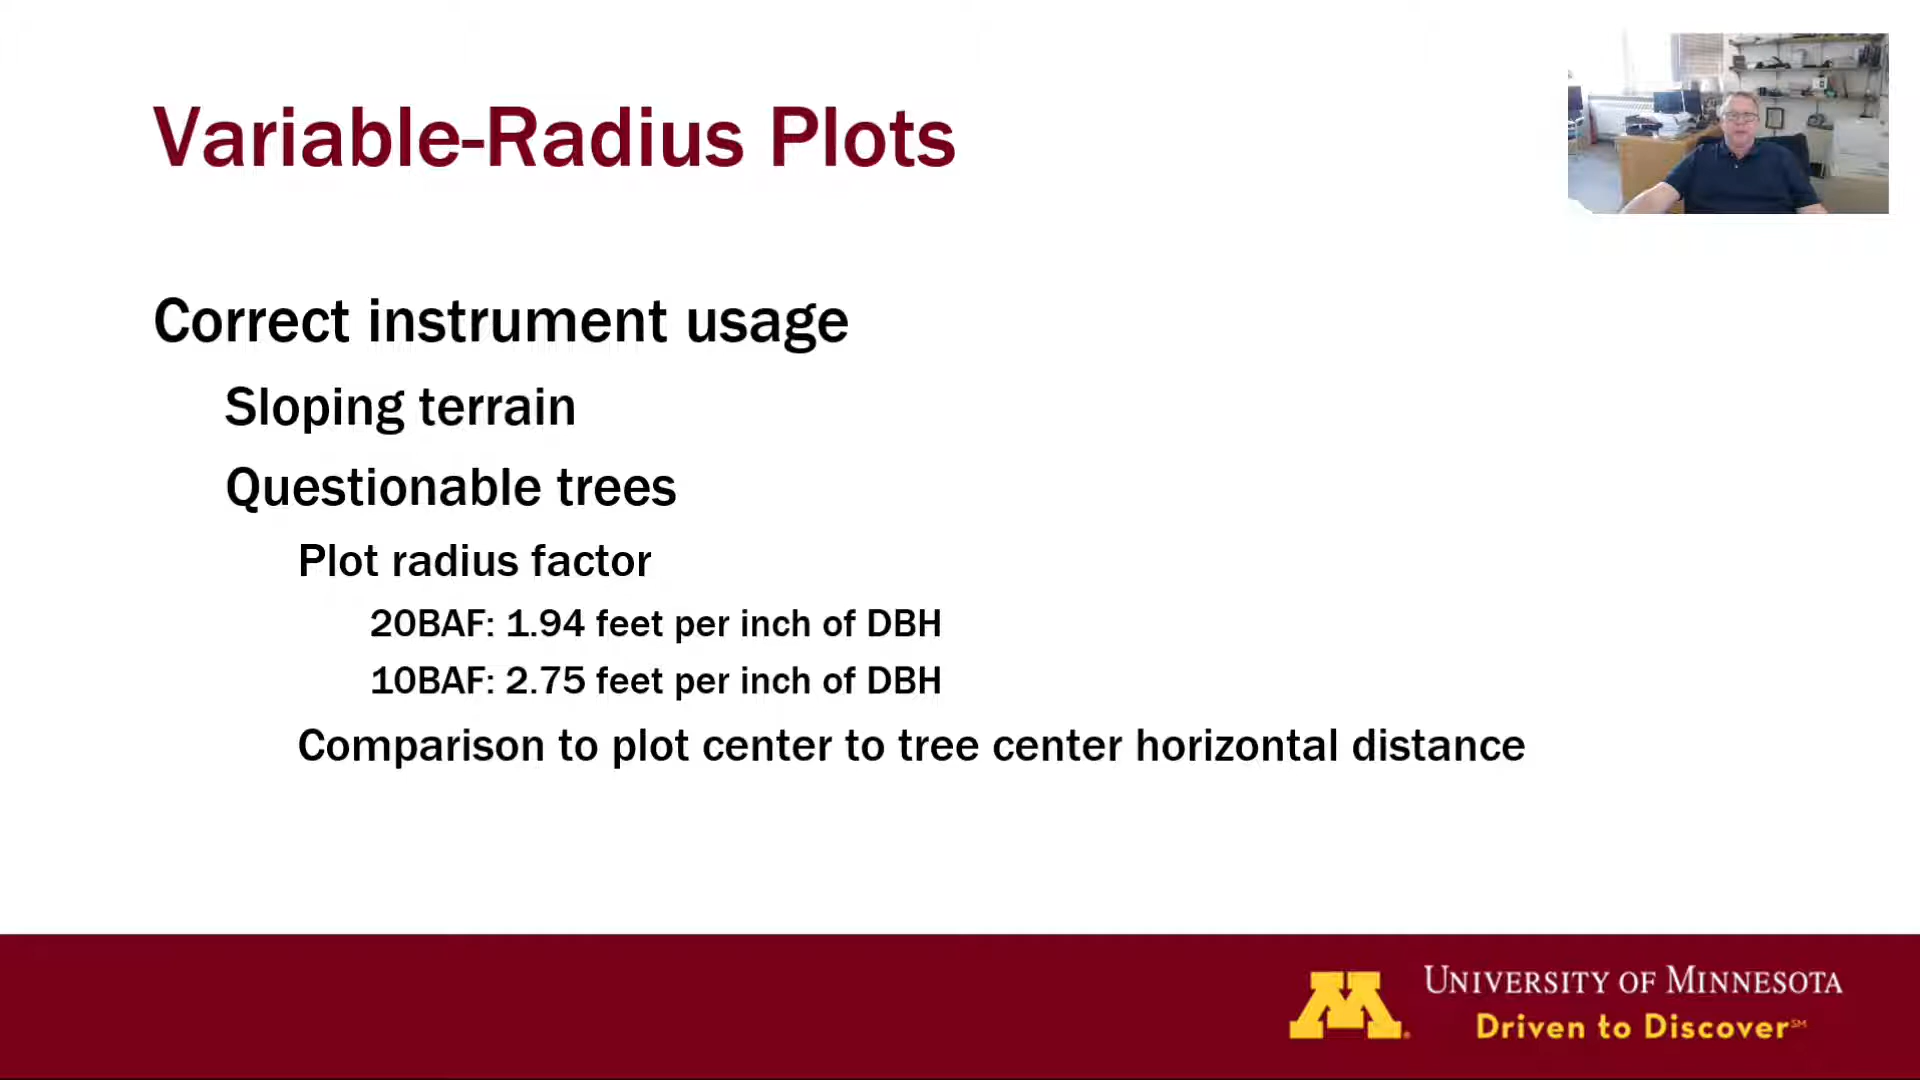 Variable-Radius Plots
Correct instrument usage
Sloping terrain
Questionable trees
Plot radius factor
20BAF: 1.94 feet per inch of DBH
10BAF: 2.75 feet per inch of DBH
Comparison to plot center to tree center horizontal distance
M
UNIVERSITY OF MINNESOTA
Driven to Discover℠